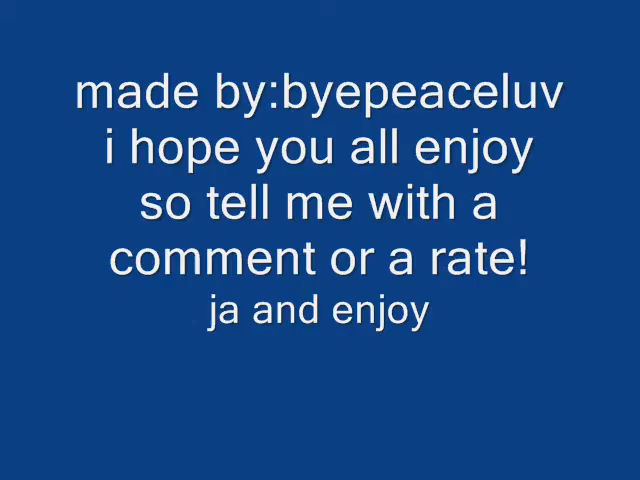 made by:byepeaceluv
i hope you all enjoy
so tell me with a
comment or a rate!
ja and enjoy